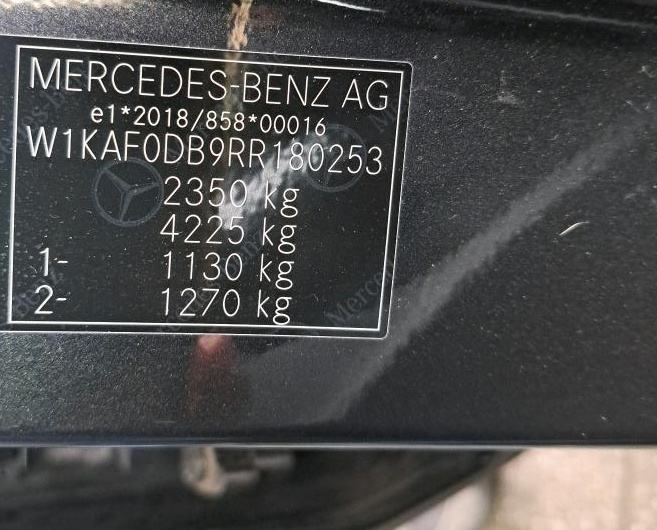 MERCEDES-BENZ AG
e1*2018/858*00016
W1KAF0DB9RR180253
2350 kg
4225 kg
1- 1130 kg
2- 1270 kg